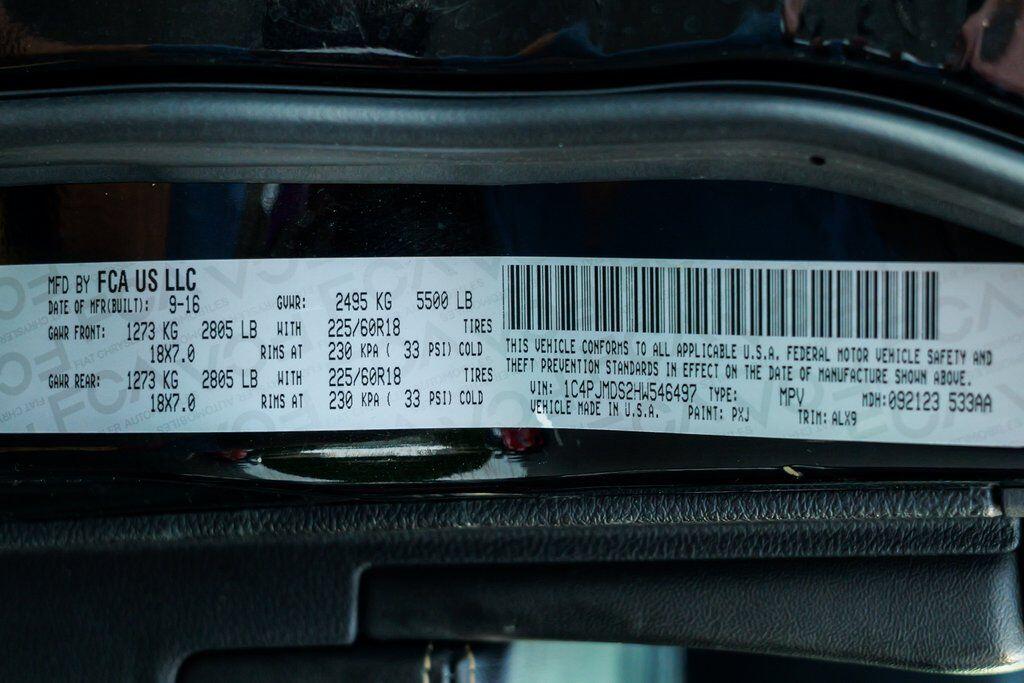 MFD BY FCA US LLC
DATE OF MFR(BUILT): 9-16 GVWR: 2495 KG 5500 LB
GAWR FRONT: 1273 KG 2805 LB WITH 225/60R18 TIRES
18X7.0 RIMS AT 230 KPA ( 33 PSI) COLD
GAWR REAR: 1273 KG 2805 LB WITH 225/60R18 TIRES
18X7.0 RIMS AT 230 KPA ( 33 PSI) COLD
THIS VEHICLE CONFORMS TO ALL APPLICABLE U.S.A. FEDERAL MOTOR VEHICLE SAFETY AND
THEFT PREVENTION STANDARDS IN EFFECT ON THE DATE OF MANUFACTURE SHOWN ABOVE.
VIN: 1C4PJMDS2HW546497 TYPE: MPV MDH:092123 533AA
VEHICLE MADE IN U.S.A. PAINT: PXJ TRIM: ALX9